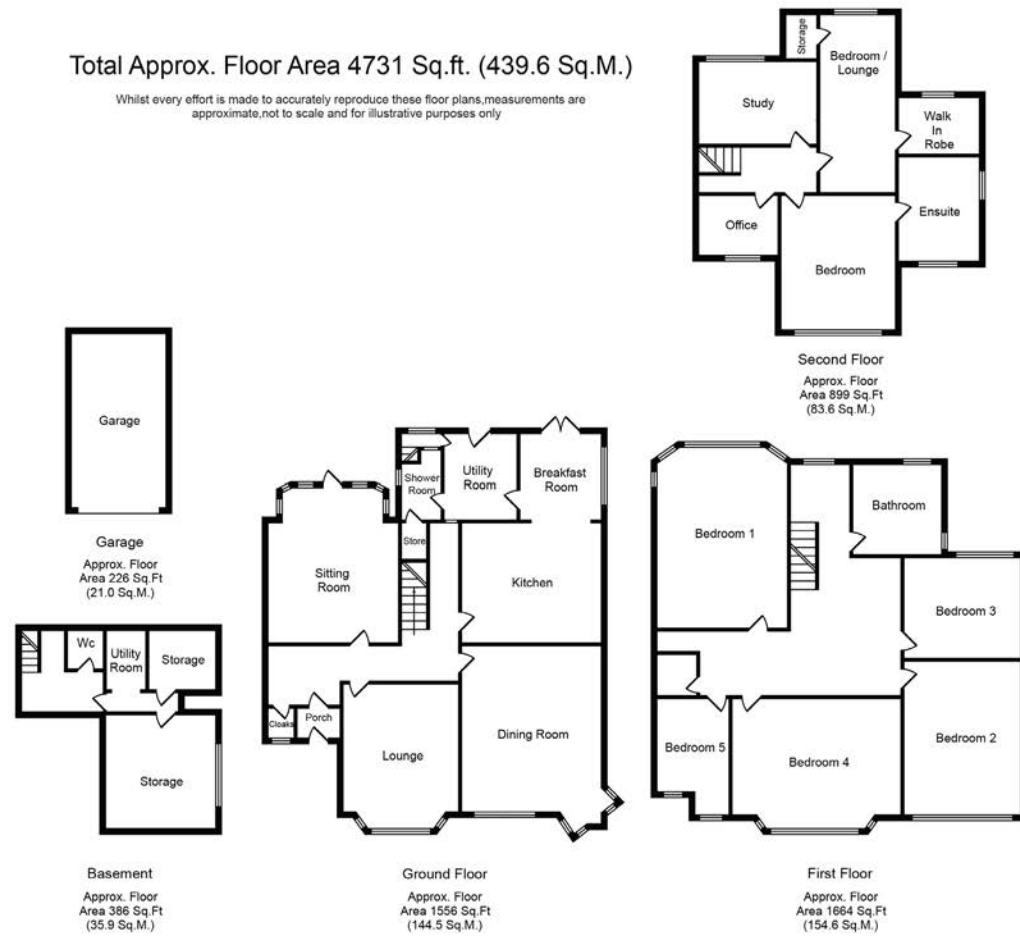 Total Approx. Floor Area 4731 Sq.ft. (439.6 Sq.M.)
Whilst every effort is made to accurately reproduce these floor plans,measurements are
approximate,not to scale and for illustrative purposes only
Storage
Bedroom /
Lounge
Study
Walk
In
Robe
Office
Ensuite
Bedroom
Second Floor
Approx. Floor
Area 899 Sq.Ft
(83.6 Sq.M.)
Garage
Garage
Approx. Floor
Area 226 Sq.Ft
(21.0 Sq.M.)
Wc
Utility
Room
Storage
Storage
Basement
Approx. Floor
Area 386 Sq.Ft
(35.9 Sq.M.)
Shower
Room
Utility
Room
Breakfast
Room
Store
Sitting
Room
Kitchen
Cloaks
Porch
Lounge
Dining Room
Ground Floor
Approx. Floor
Area 1556 Sq.Ft
(144.5 Sq.M.)
Bedroom 1
Bathroom
Bedroom 3
Bedroom 5
Bedroom 4
Bedroom 2
First Floor
Approx. Floor
Area 1664 Sq.Ft
(154.6 Sq.M.)